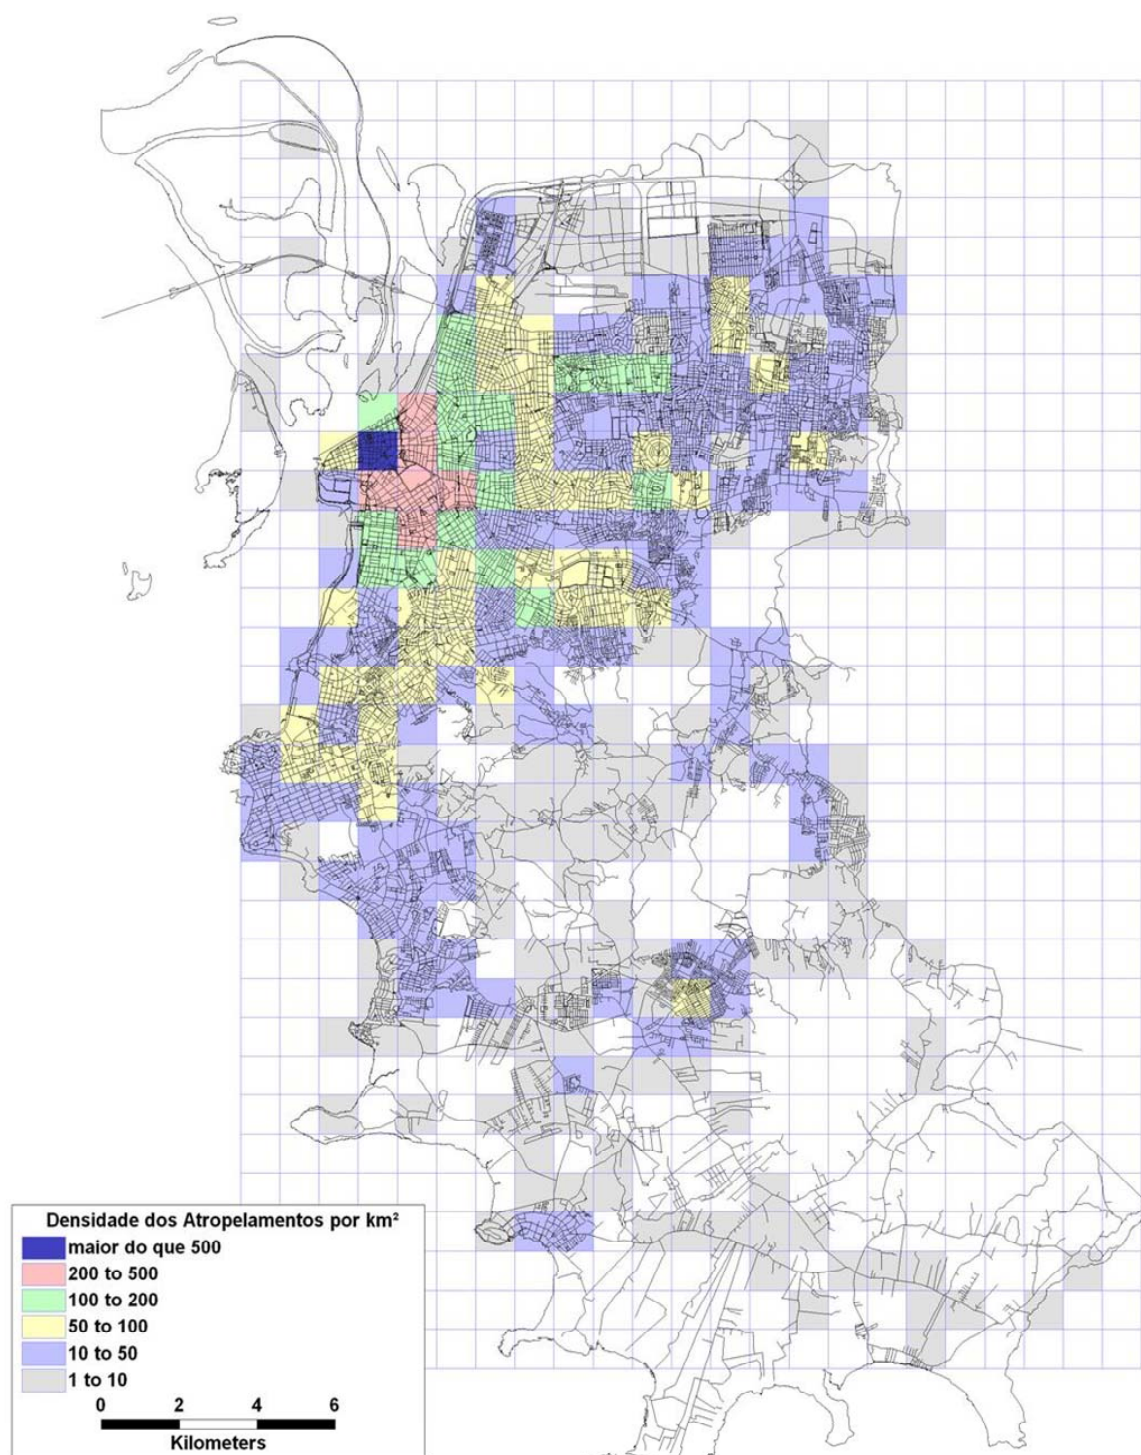 Densidade dos Atropelamentos por km²
maior do que 500
200 to 500
100 to 200
50 to 100
10 to 50
1 to 10
0 2 4 6
Kilometers